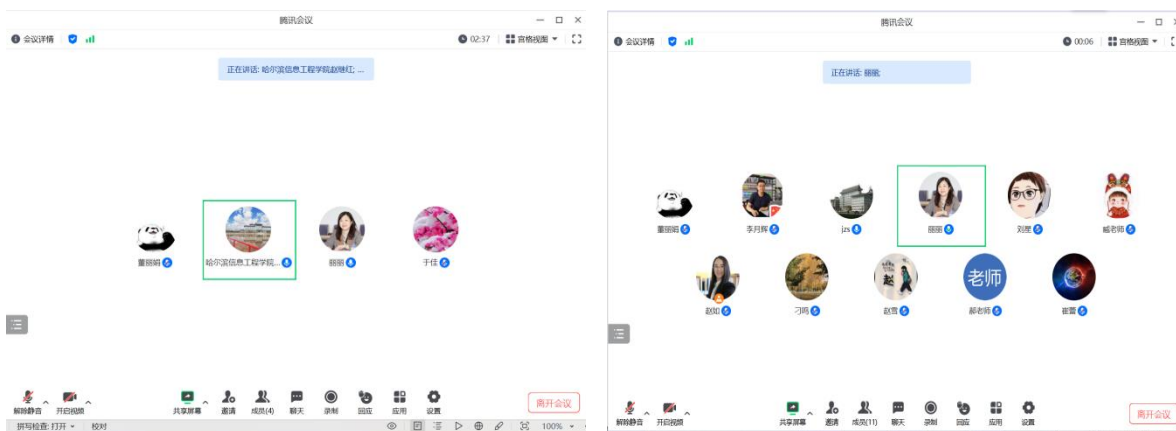 腾讯会议
会议详情
02:37
宫格视图
正在讲话: 哈尔滨信息工程学院赵继红; ...
董丽娟
哈尔滨信息工程学院...
丽丽
于佳
解除静音
开启视频
共享屏幕
邀请
成员(4)
聊天
录制
回应
应用
设置
离开会议
拼写检查: 打开
校对
100%
腾讯会议
会议详情
00:06
宫格视图
正在讲话: 丽丽;
董丽娟
李月辉
jzs
丽丽
刘星
臧老师
赵如
刁鸣
赵
赵雪
老师
郝老师
崔蕾
解除静音
开启视频
共享屏幕
邀请
成员(11)
聊天
录制
回应
应用
设置
离开会议